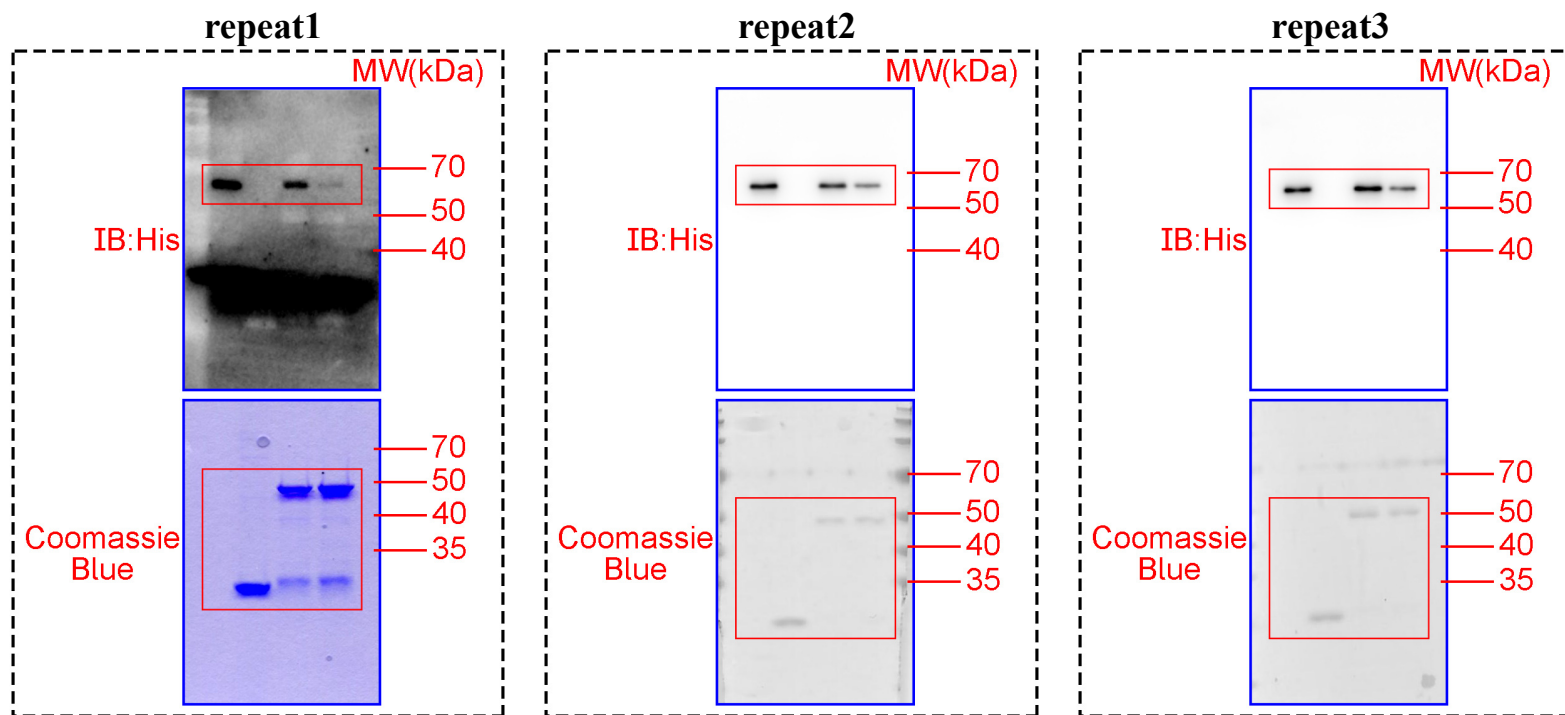 repeat1
MW(kDa)
IB:His
70
50
40
Coomassie
Blue
70
50
40
35
repeat2
MW(kDa)
IB:His
70
50
40
Coomassie
Blue
70
50
40
35
repeat3
MW(kDa)
IB:His
70
50
40
Coomassie
Blue
70
50
40
35